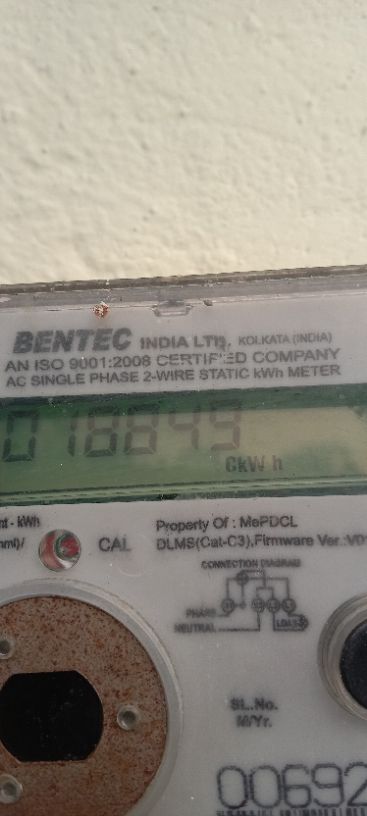 BENTEC INDIA LTD. KOLKATA (INDIA)
AN ISO 9001:2008 CERTIFIED COMPANY
AC SINGLE PHASE 2-WIRE STATIC kWh METER
018849
CkW h
- kWh
CAL
Property Of : MePDCL
DLMS(Cat-C3),Firmware Ver.:
CONNECTION DIAGRAM
PHASE
NEUTRAL
LOAD
SL.No.
M/Yr.
00692